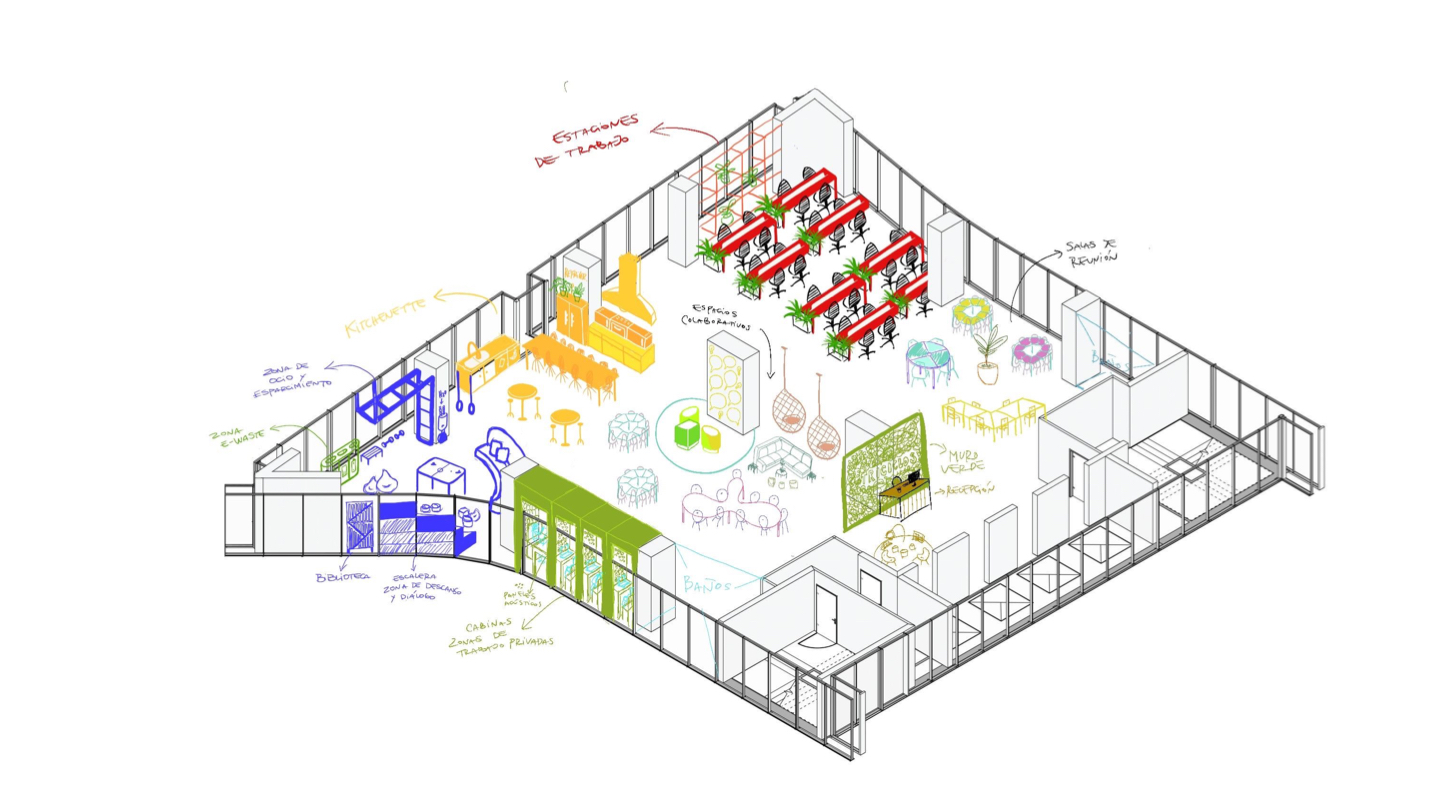 ESTACIONES
DE TRABAJO
SALAS DE
REUNIÓN
ESPACIOS
COLABORATIVOS
KITCHENETTE
ZONA DE
OCIO Y
ESPARCIMIENTO
ZONA
E-WASTE
BAÑOS
MURO
VERDE
RECEPCIÓN
BIBLIOTECA
ESCALERA
ZONA DE DESCANSO
Y DIÁLOGO
PANELES
ACÚSTICOS
CABINAS
ZONAS DE
TRABAJO PRIVADAS
BAÑOS